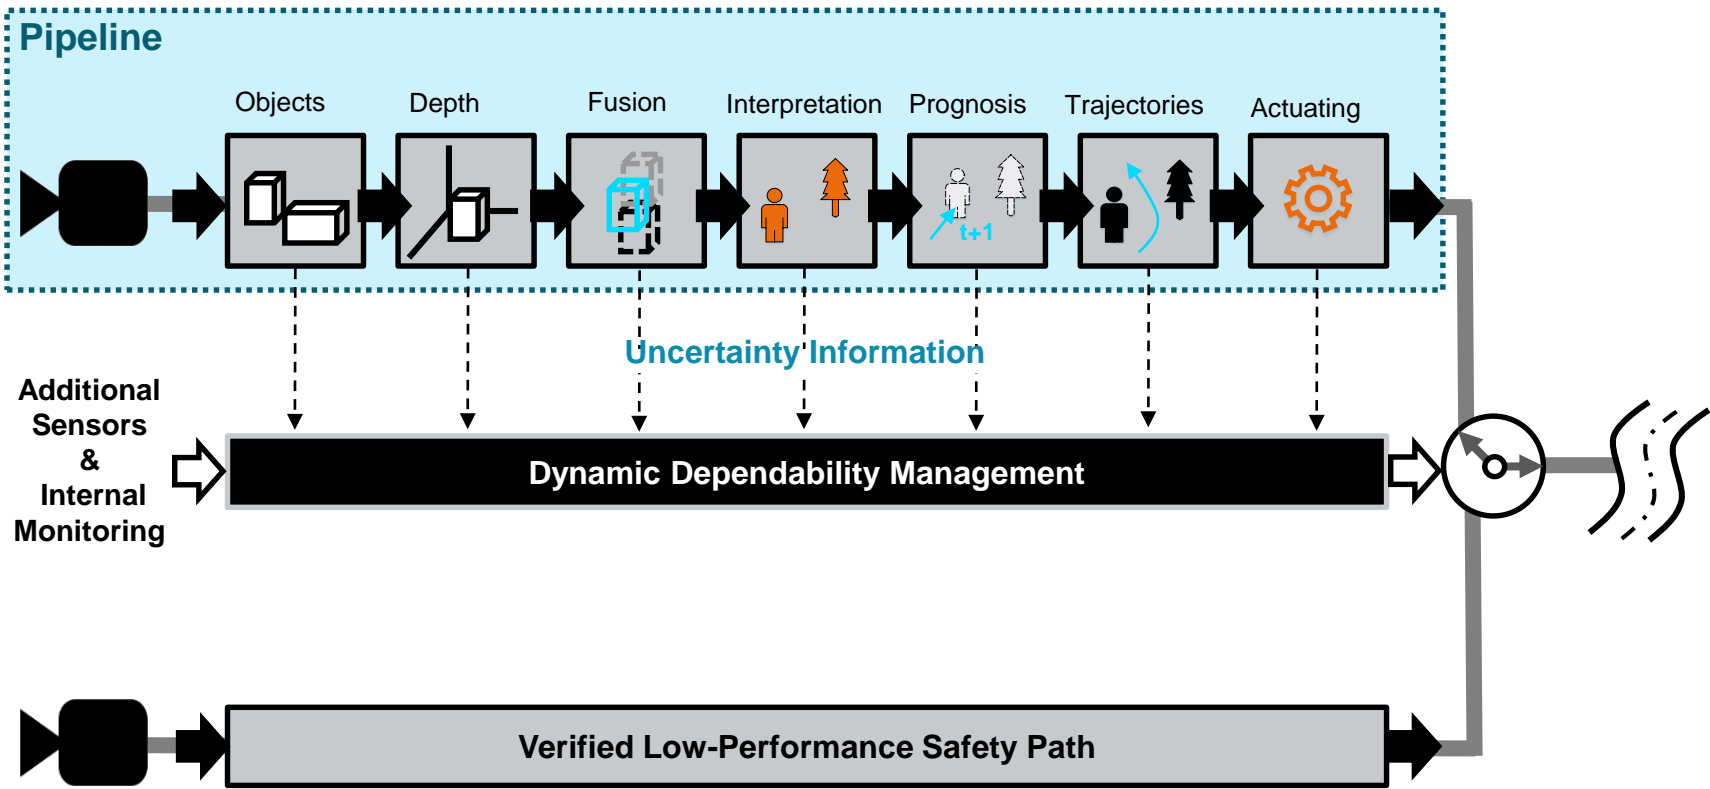 Pipeline
Objects
Depth
Fusion
Interpretation
Prognosis
Trajectories
Actuating
t+1
Uncertainty Information
Additional
Sensors
&
Internal
Monitoring
Dynamic Dependability Management
Verified Low-Performance Safety Path